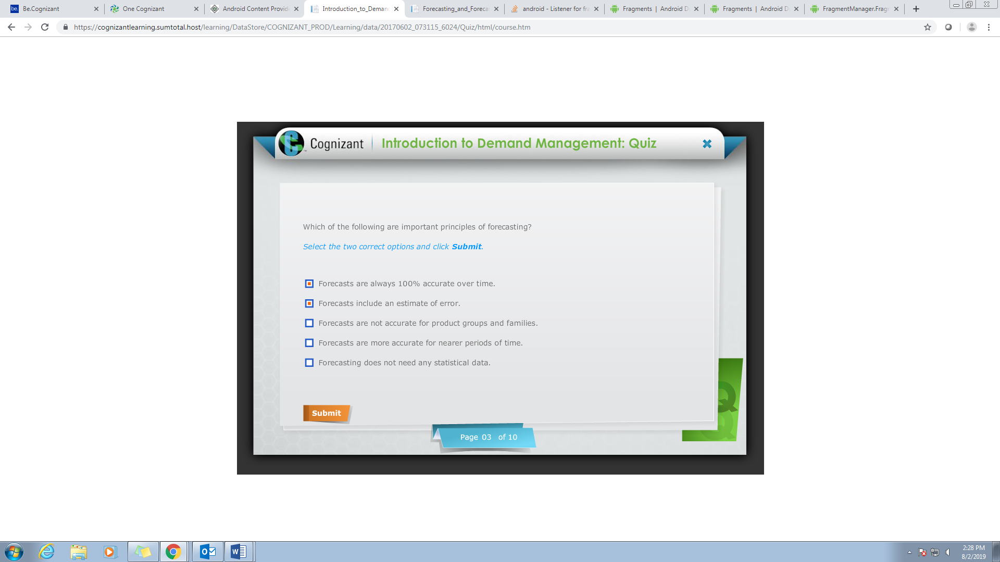 be. Be.Cognizant
One Cognizant
Android Content Provid
Introduction_to_Deman
Forecasting_and_Foreca
android - Listener for fra
Fragments | Android D
Fragments | Android D
FragmentManager.Frag
https://cognizantlearning.sumtotal.host/learning/DataStore/COGNIZANT_PROD/Learning/data/20170602_073115_6024/Quiz/html/course.htm
Cognizant
Introduction to Demand Management: Quiz
Which of the following are important principles of forecasting?
Select the two correct options and click Submit.
Forecasts are always 100% accurate over time.
Forecasts include an estimate of error.
Forecasts are not accurate for product groups and families.
Forecasts are more accurate for nearer periods of time.
Forecasting does not need any statistical data.
Submit
Page 03 of 10
Q
Q
2:28 PM
8/2/2019